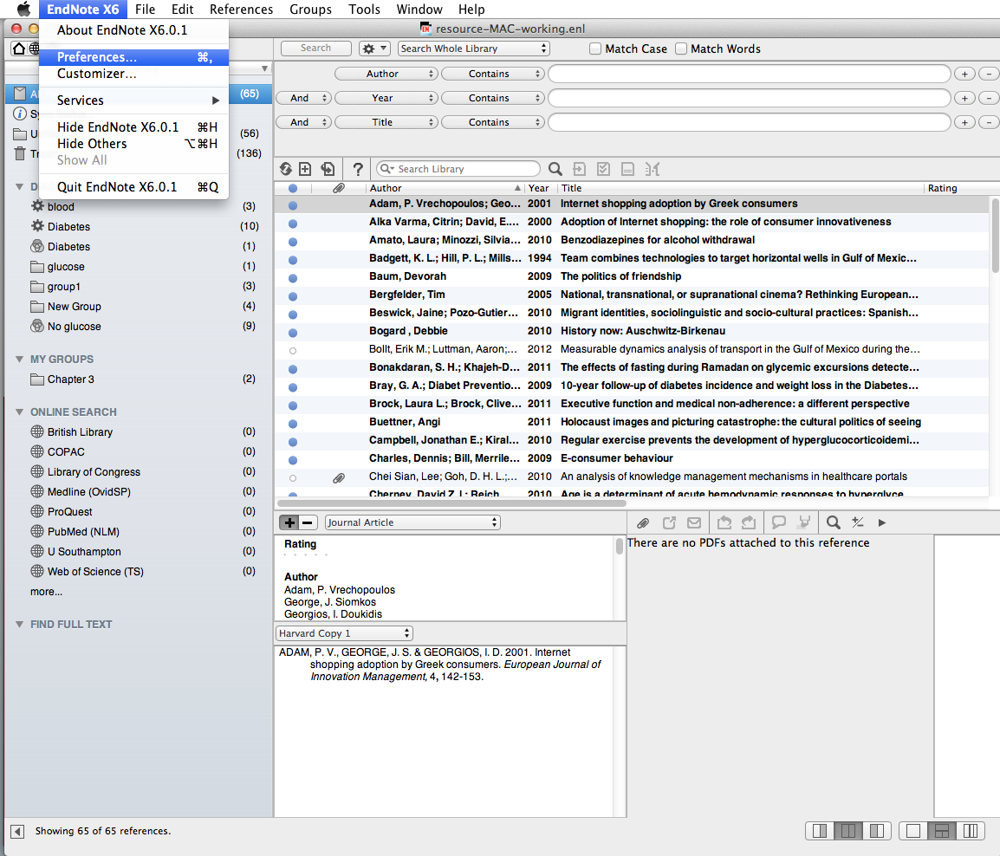 EndNote X6 File Edit References Groups Tools Window Help
resource-MAC-working.enl
About EndNote X6.0.1
Preferences... ⌘,
Customizer...
Services ▶
Hide EndNote X6.0.1 ⌘H
Hide Others ⌥⌘H
Show All
Quit EndNote X6.0.1 ⌘Q
(65)
(56)
(136)
blood (3)
Diabetes (10)
Diabetes (1)
glucose (1)
group1 (3)
New Group (4)
No glucose (9)
MY GROUPS
Chapter 3 (2)
ONLINE SEARCH
British Library (0)
COPAC (0)
Library of Congress (0)
Medline (OvidSP) (0)
ProQuest (0)
PubMed (NLM) (0)
U Southampton (0)
Web of Science (TS) (0)
more...
FIND FULL TEXT
Search Search Whole Library Match Case Match Words
Author Contains + -
And Year Contains + -
And Title Contains + -
? Search Library
Author Year Title Rating
Adam, P. Vrechopoulos; Geo... 2001 Internet shopping adoption by Greek consumers
Alka Varma, Citrin; David, E.... 2000 Adoption of Internet shopping: the role of consumer innovativeness
Amato, Laura; Minozzi, Silvia... 2010 Benzodiazepines for alcohol withdrawal
Badgett, K. L.; Hill, P. L.; Mills... 1994 Team combines technologies to target horizontal wells in Gulf of Mexic...
Baum, Devorah 2009 The politics of friendship
Bergfelder, Tim 2005 National, transnational, or supranational cinema? Rethinking European...
Beswick, Jaine; Pozo-Gutier... 2010 Migrant identities, sociolinguistic and socio-cultural practices: Spanish...
Bogard , Debbie 2010 History now: Auschwitz-Birkenau
Bollt, Erik M.; Luttman, Aaron;... 2012 Measurable dynamics analysis of transport in the Gulf of Mexico during the...
Bonakdaran, S. H.; Khajeh-D... 2011 The effects of fasting during Ramadan on glycemic excursions detecte...
Bray, G. A.; Diabet Preventio... 2009 10-year follow-up of diabetes incidence and weight loss in the Diabetes...
Brock, Laura L.; Brock, Clive... 2011 Executive function and medical non-adherence: a different perspective
Buettner, Angi 2011 Holocaust images and picturing catastrophe: the cultural politics of seeing
Campbell, Jonathan E.; Kiral... 2010 Regular exercise prevents the development of hyperglucocorticoidemi...
Charles, Dennis; Bill, Merrile... 2009 E-consumer behaviour
Chei Sian, Lee; Goh, D. H. L.;... 2010 An analysis of knowledge management mechanisms in healthcare portals
Cherney, David Z.I.; Reich... 2010 Age is a determinant of acute hemodynamic responses to hyperglyce...
Journal Article
Rating
Author
Adam, P. Vrechopoulos
George, J. Siomkos
Georgios, I. Doukidis
Harvard Copy 1
ADAM, P. V., GEORGE, J. S. & GEORGIOS, I. D. 2001. Internet
shopping adoption by Greek consumers. European Journal of
Innovation Management, 4, 142-153.
There are no PDFs attached to this reference
Showing 65 of 65 references.